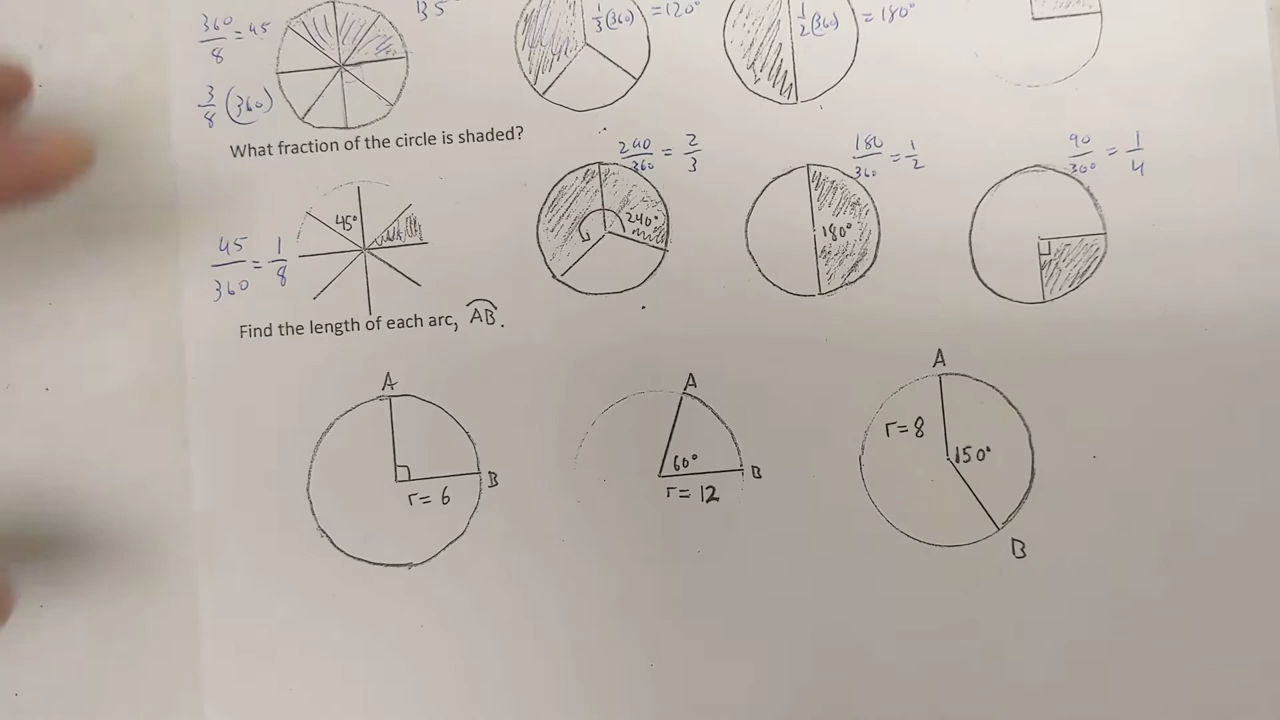 360/8 = 45
135°
1/3 (360) = 120°
1/2 (360) = 180°
3/8 (360)
What fraction of the circle is shaded?
240/360 = 2/3
180/360 = 1/2
90/360 = 1/4
45/360 = 1/8
45°
240°
180°
Find the length of each arc, AB.
A
B
r = 6
A
60°
B
r = 12
A
r = 8
150°
B